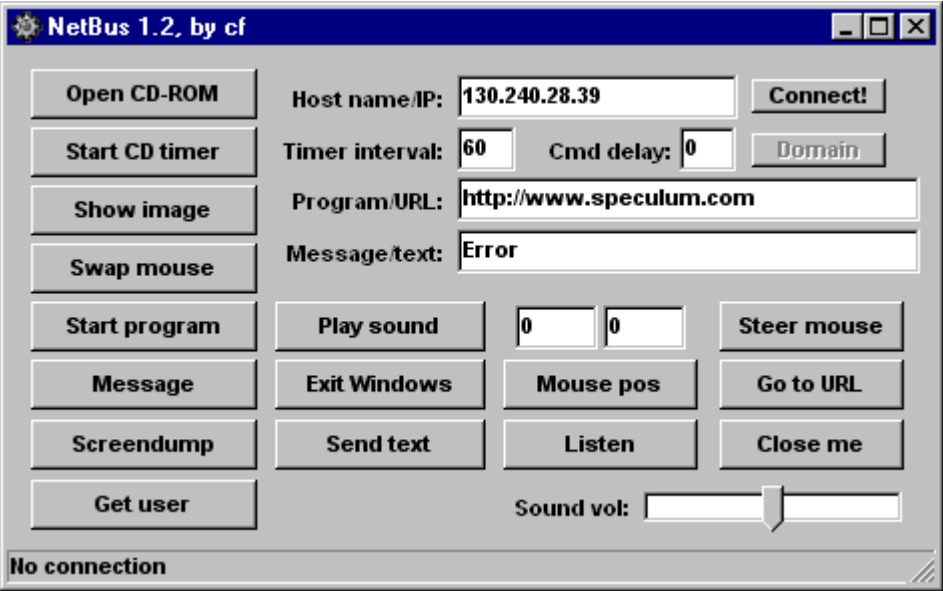 NetBus 1.2, by cf
Open CD-ROM Host name/IP: 130.240.28.39 Connect!
Start CD timer Timer interval: 60 Cmd delay: 0 Domain
Show image Program/URL: http://www.speculum.com
Swap mouse Message/text: Error
Start program Play sound 0 0 Steer mouse
Message Exit Windows Mouse pos Go to URL
Screendump Send text Listen Close me
Get user Sound vol:
No connection